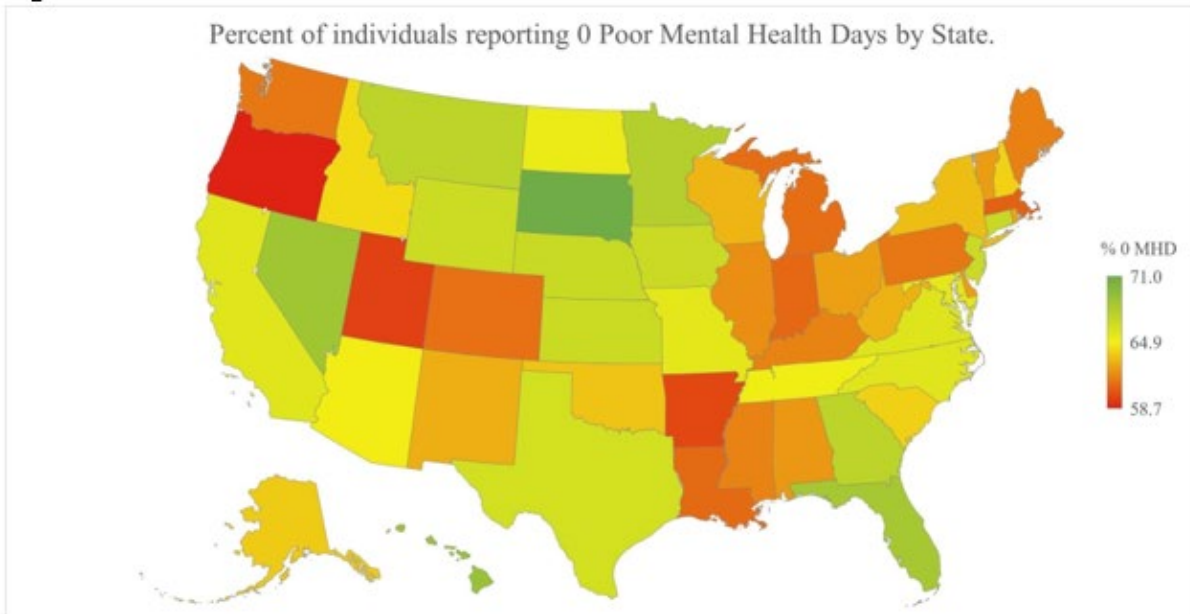 Percent of individuals reporting 0 Poor Mental Health Days by State.
% 0 MHD
71.0
64.9
58.7